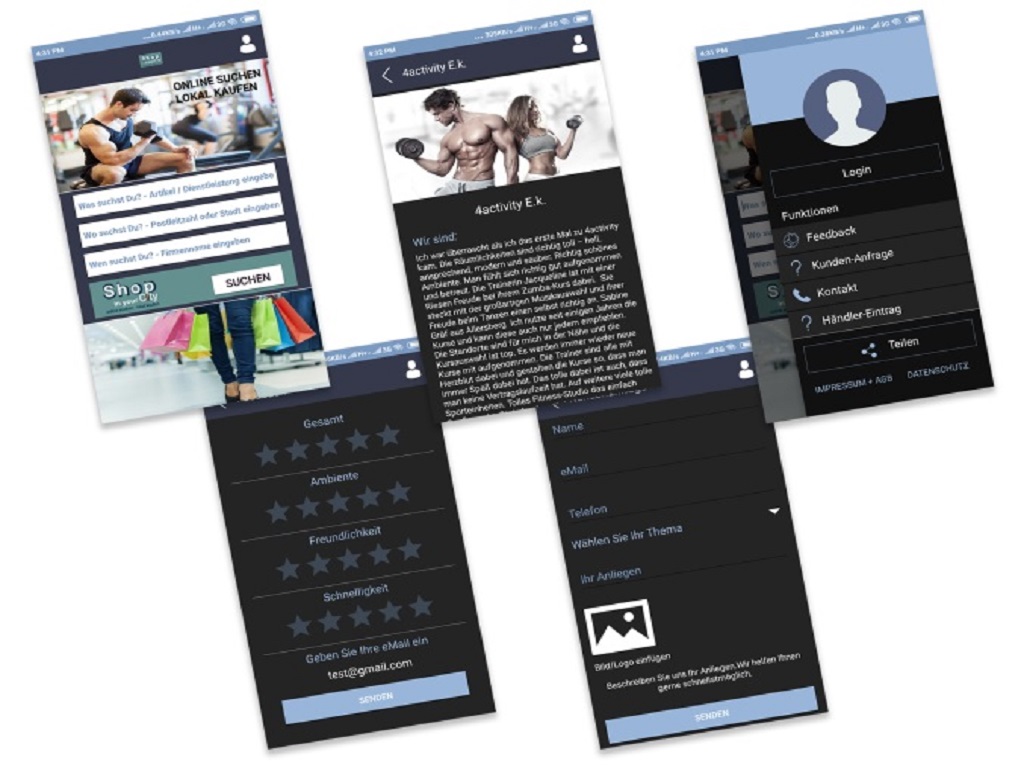 4:31 PM
ONLINE SUCHEN
LOKAL KAUFEN
Was suchst Du? - Artikel / Dienstleistung eingebe
Wo suchst Du? - Postleitzahl oder Stadt eingeben
Wen suchst Du? - Firmenname eingeben
Shop
in your City
SUCHEN
4:32 PM
4activity E.k.
4activity E.k.
Wir sind:
Ich war überrascht als ich das erste Mal zu 4activity
kam. Die Räumlichkeiten sind richtig toll - hell,
ansprechend, modern und sauber. Richtig schönes
Ambiente. Man fühlt sich richtig gut aufgenommen
und betreut. Die Trainerin Jacqueline ist mit einer
riesen Freude bei ihrem Zumba-Kurs dabei. Sie
steckt mit der großartigen Musikauswahl und ihrer
Freude beim Tanzen einen selbst richtig an. Sabine
Gräf aus Allersberg. Ich nutze seit einigen Jahren die
Kurse und kann diese auch nur jedem empfehlen.
Die Standorte sind für mich in der Nähe und die
Kursauswahl ist top. Es werden immer wieder neue
Kurse mit aufgenommen. Die Trainer sind alle mit
Herzblut dabei und gestalten die Kurse so, dass man
immer Spaß dabei hat. Das tolle dabei ist auch, dass
man keine Vertragslaufzeit hat. Auf weitere viele tolle
Sporteinheiten. Tolles Fitness-Studio das einfach
4:31 PM
Login
Funktionen
Feedback
Kunden-Anfrage
Kontakt
Händler-Eintrag
Teilen
IMPRESSUM + AGB DATENSCHUTZ
Gesamt
Ambiente
Freundlichkeit
Schnelligkeit
Geben Sie Ihre eMail ein
test@gmail.com
SENDEN
Name
eMail
Telefon
Wählen Sie Ihr Thema
Ihr Anliegen
Bild/Logo einfügen
Beschreiben Sie uns Ihr Anliegen.Wir helfen Ihnen
gerne schnellstmöglich.
SENDEN